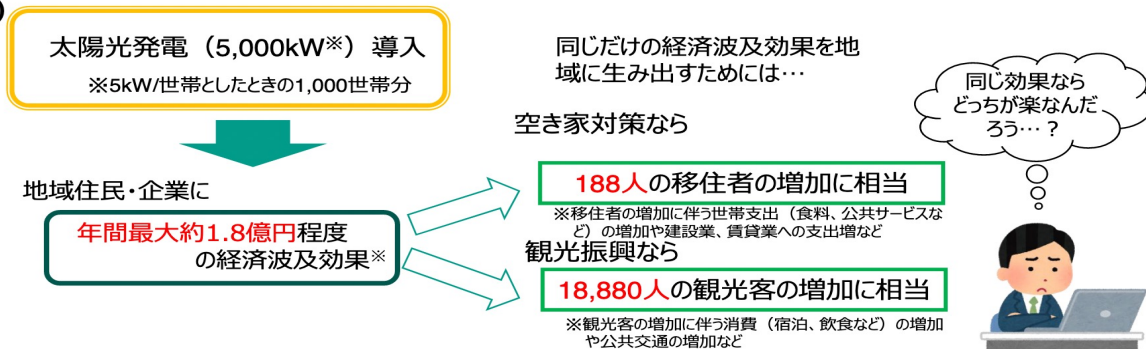 太陽光発電（5,000kW※）導入
※5kW/世帯としたときの1,000世帯分
地域住民・企業に
年間最大約1.8億円程度
の経済波及効果※
同じだけの経済波及効果を地
域に生み出すためには…
空き家対策なら
188人の移住者の増加に相当
※移住者の増加に伴う世帯支出（食料、公共サービスな
ど）の増加や建設業、賃貸業への支出増など
観光振興なら
18,880人の観光客の増加に相当
※観光客の増加に伴う消費（宿泊、飲食など）の増加
や公共交通の増加など
同じ効果なら
どっちが楽なんだ
ろう…？